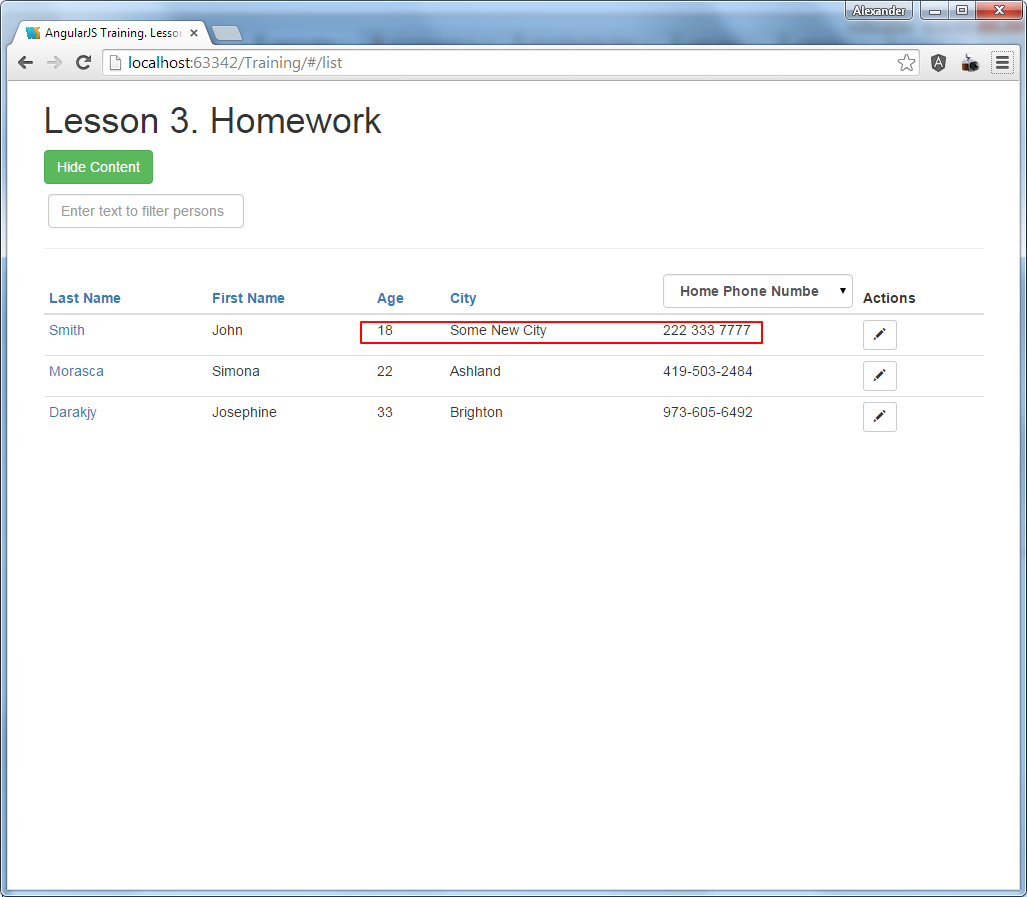 Alexander
AngularJS Training. Lesso
localhost:63342/Training/#/list
Lesson 3. Homework
Hide Content
Enter text to filter persons
Last Name First Name Age City Home Phone Numbe Actions
Smith John 18 Some New City 222 333 7777
Morasca Simona 22 Ashland 419-503-2484
Darakjy Josephine 33 Brighton 973-605-6492